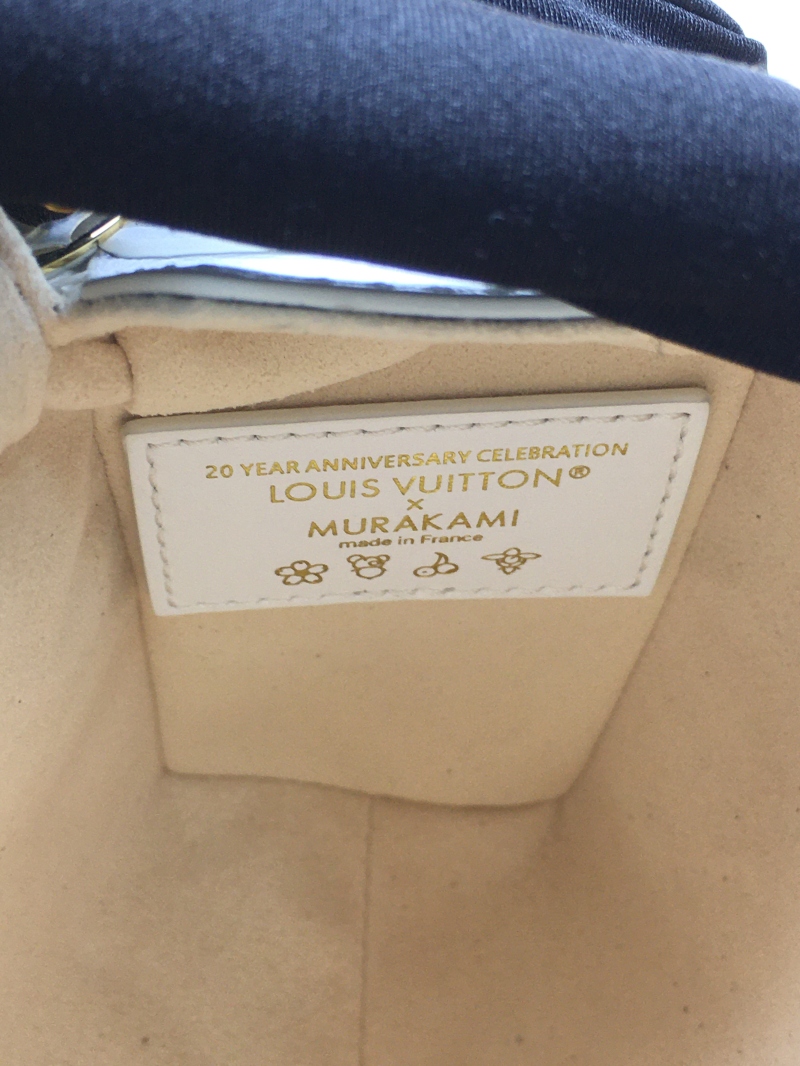 20 YEAR ANNIVERSARY CELEBRATION
LOUIS VUITTON®
×
MURAKAMI
made in France